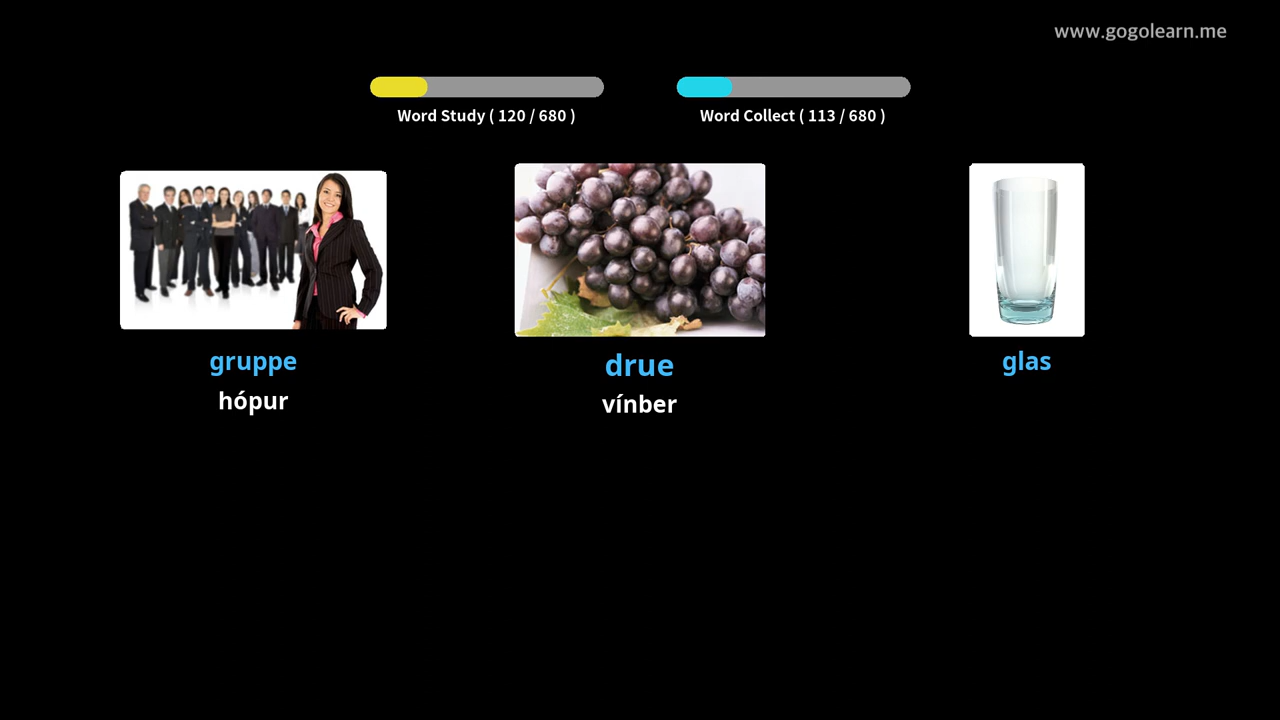 www.gogolearn.me
Word Study ( 120 / 680 )
Word Collect ( 113 / 680 )
gruppe
hópur
drue
vínber
glas